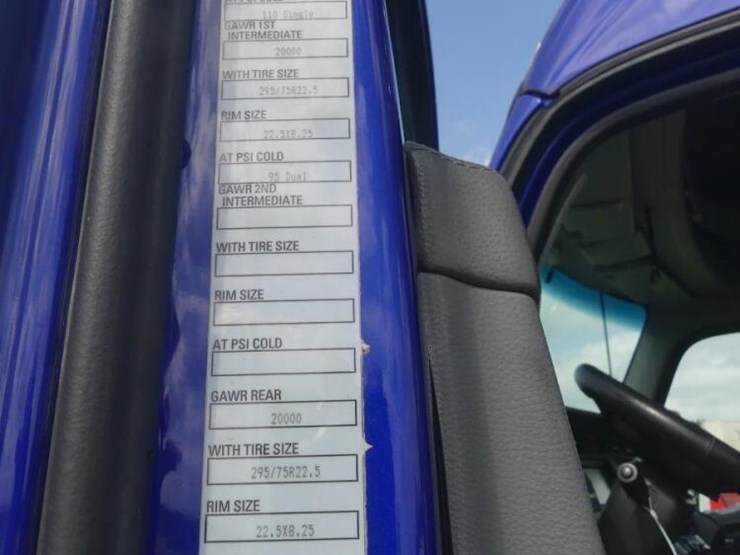 110 Single
GAWR 1ST
INTERMEDIATE
20000
WITH TIRE SIZE
295/75R22.5
RIM SIZE
22.5X8.25
AT PSI COLD
95 Dual
GAWR 2ND
INTERMEDIATE
WITH TIRE SIZE
RIM SIZE
AT PSI COLD
GAWR REAR
20000
WITH TIRE SIZE
295/75R22.5
RIM SIZE
22.5X8.25